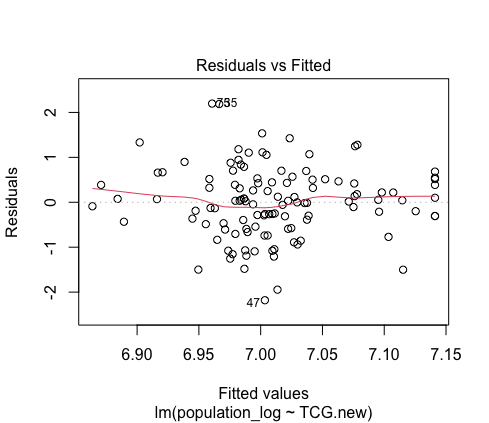 Residuals vs Fitted
Residuals
2
1
0
-1
-2
47
6.90 6.95 7.00 7.05 7.10 7.15
Fitted values
lm(population_log ~ TCG.new)